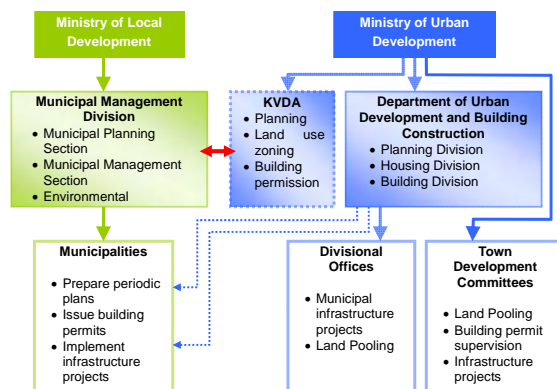 Ministry of Local
Development
Ministry of Urban
Development
Municipal Management
Division
• Municipal Planning
Section
• Municipal Management
Section
• Environmental
KVDA
• Planning
• Land use
zoning
• Building
permission
Department of Urban
Development and Building
Construction
• Planning Division
• Housing Division
• Building Division
Municipalities
• Prepare periodic
plans
• Issue building
permits
• Implement
infrastructure
projects
Divisional
Offices
• Municipal
infrastructure
projects
• Land Pooling
Town
Development
Committees
• Land Pooling
• Building permit
supervision
• Infrastructure
projects